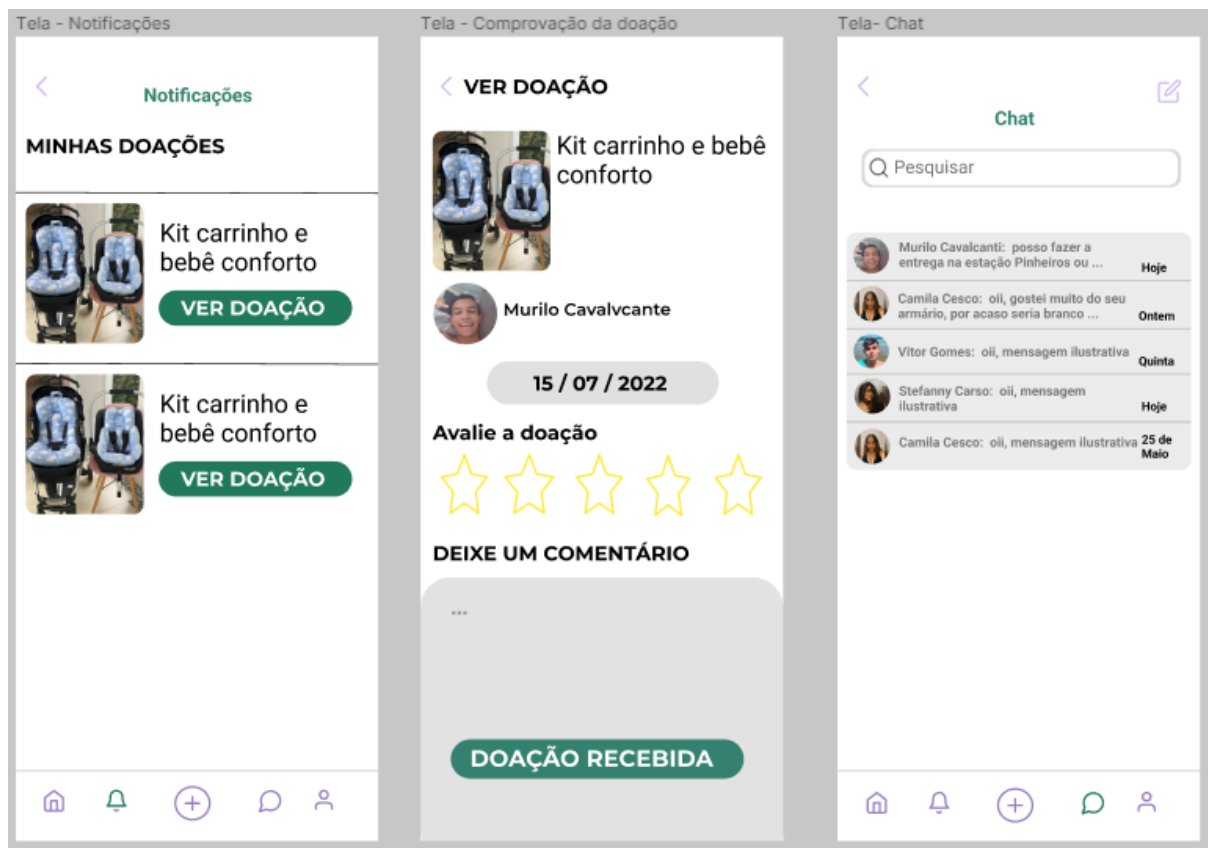 Tela - Notificações
Notificações
MINHAS DOAÇÕES
Kit carrinho e
bebê conforto
VER DOAÇÃO
Kit carrinho e
bebê conforto
VER DOAÇÃO
Tela - Comprovação da doação
VER DOAÇÃO
Kit carrinho e bebê
conforto
Murilo Cavalvcante
15 / 07 / 2022
Avalie a doação
DEIXE UM COMENTÁRIO
...
DOAÇÃO RECEBIDA
Tela- Chat
Chat
Pesquisar
Murilo Cavalcanti: posso fazer a
entrega na estação Pinheiros ou ...
Hoje
Camila Cesco: oii, gostei muito do seu
armário, por acaso seria branco ...
Ontem
Vitor Gomes: oii, mensagem ilustrativa
Quinta
Stefanny Carso: oii, mensagem
ilustrativa
Hoje
Camila Cesco: oii, mensagem ilustrativa
25 de
Maio